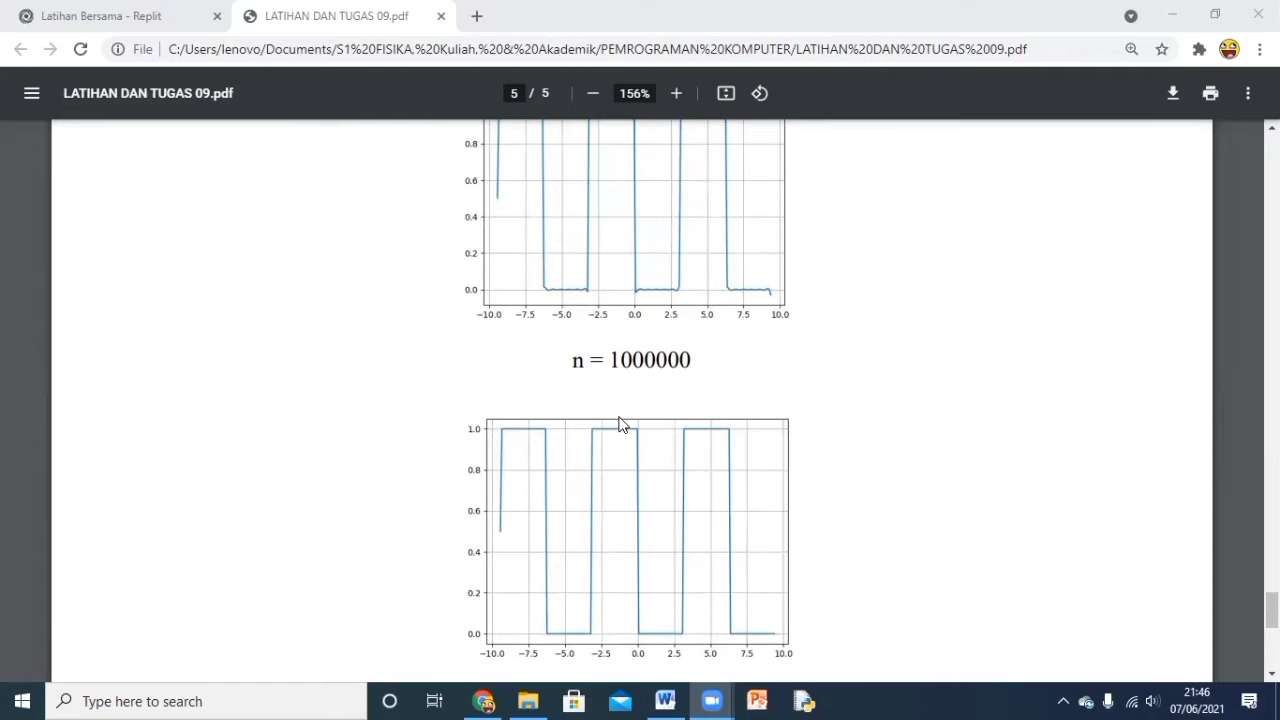 Latihan Bersama - Replit
LATIHAN DAN TUGAS 09.pdf
File
C:/Users/lenovo/Documents/S1%20FISIKA,%20Kuliah,%20&%20Akademik/PEMROGRAMAN%20KOMPUTER/LATIHAN%20DAN%20TUGAS%2009.pdf
LATIHAN DAN TUGAS 09.pdf
5 / 5
156%
0.8
0.6
0.4
0.2
0.0
−10.0 −7.5 −5.0 −2.5 0.0 2.5 5.0 7.5 10.0
n = 1000000
1.0
0.8
0.6
0.4
0.2
0.0
−10.0 −7.5 −5.0 −2.5 0.0 2.5 5.0 7.5 10.0
Type here to search
21:46
07/06/2021